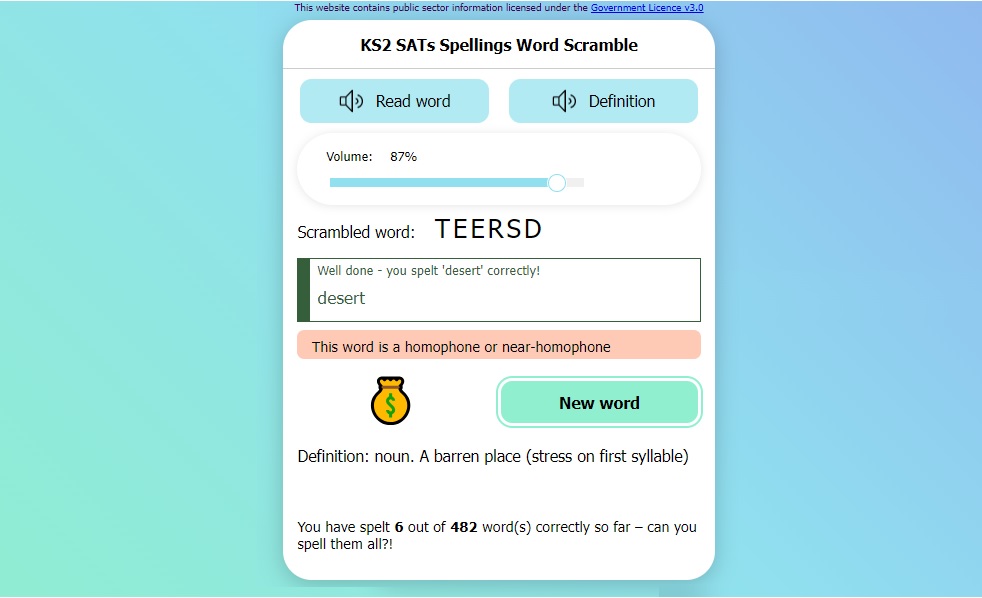 This website contains public sector information licensed under the Government Licence v3.0
KS2 SATs Spellings Word Scramble
Read word
Definition
Volume: 87%
Scrambled word: TEERSD
Well done - you spelt 'desert' correctly!
desert
This word is a homophone or near-homophone
$
New word
Definition: noun. A barren place (stress on first syllable)
You have spelt 6 out of 482 word(s) correctly so far – can you
spell them all?!